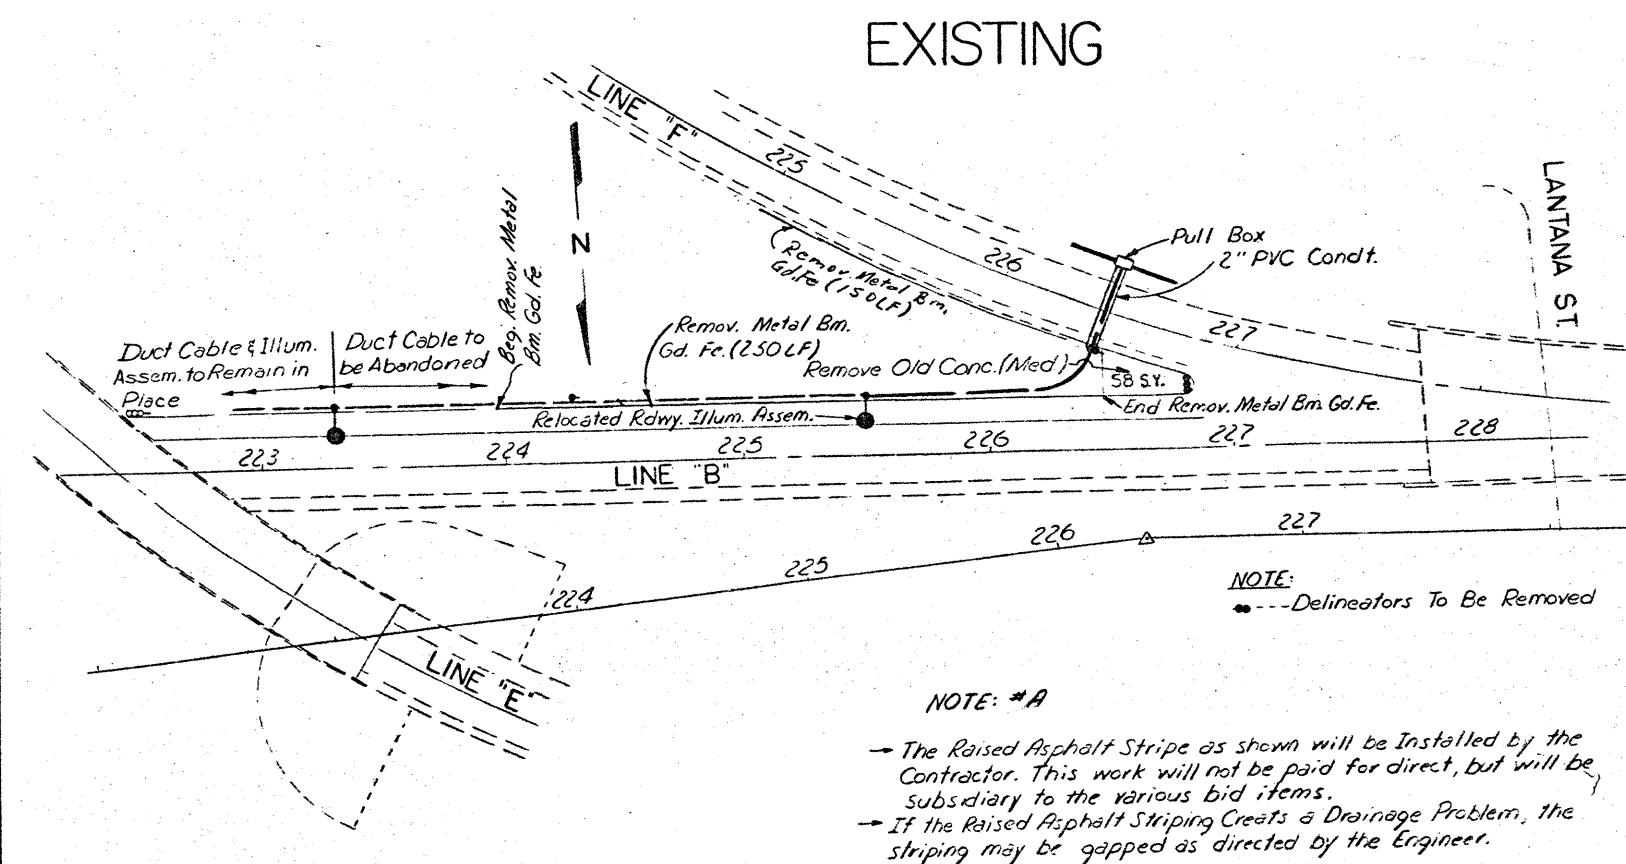 EXISTING
LINE "F"
225
226
227
N
LANTANA ST.
Pull Box
2" PVC Condt.
Beg. Remov. Metal
Bm. Gd. Fe.
Remov. Metal Bm.
Gd. Fe (150LF)
Remov. Metal Bm.
Gd. Fe. (250 LF)
Duct Cable & Illum.
Assem. to Remain in
Place
Duct Cable to
be Abandoned
Remove Old Conc. (Med.)
58 S.Y.
End Remov. Metal Bm. Gd. Fe.
Relocated Rdwy. Illum. Assem.
223
224
225
226
227
228
LINE "B"
224
225
226
227
LINE "E"
NOTE:
---Delineators To Be Removed
NOTE: #A
→ The Raised Asphalt Stripe as shown will be Installed by the
Contractor. This work will not be paid for direct, but will be
subsidiary to the various bid items.
→ If the Raised Asphalt Striping Creats a Drainage Problem, the
striping may be gapped as directed by the Engineer.